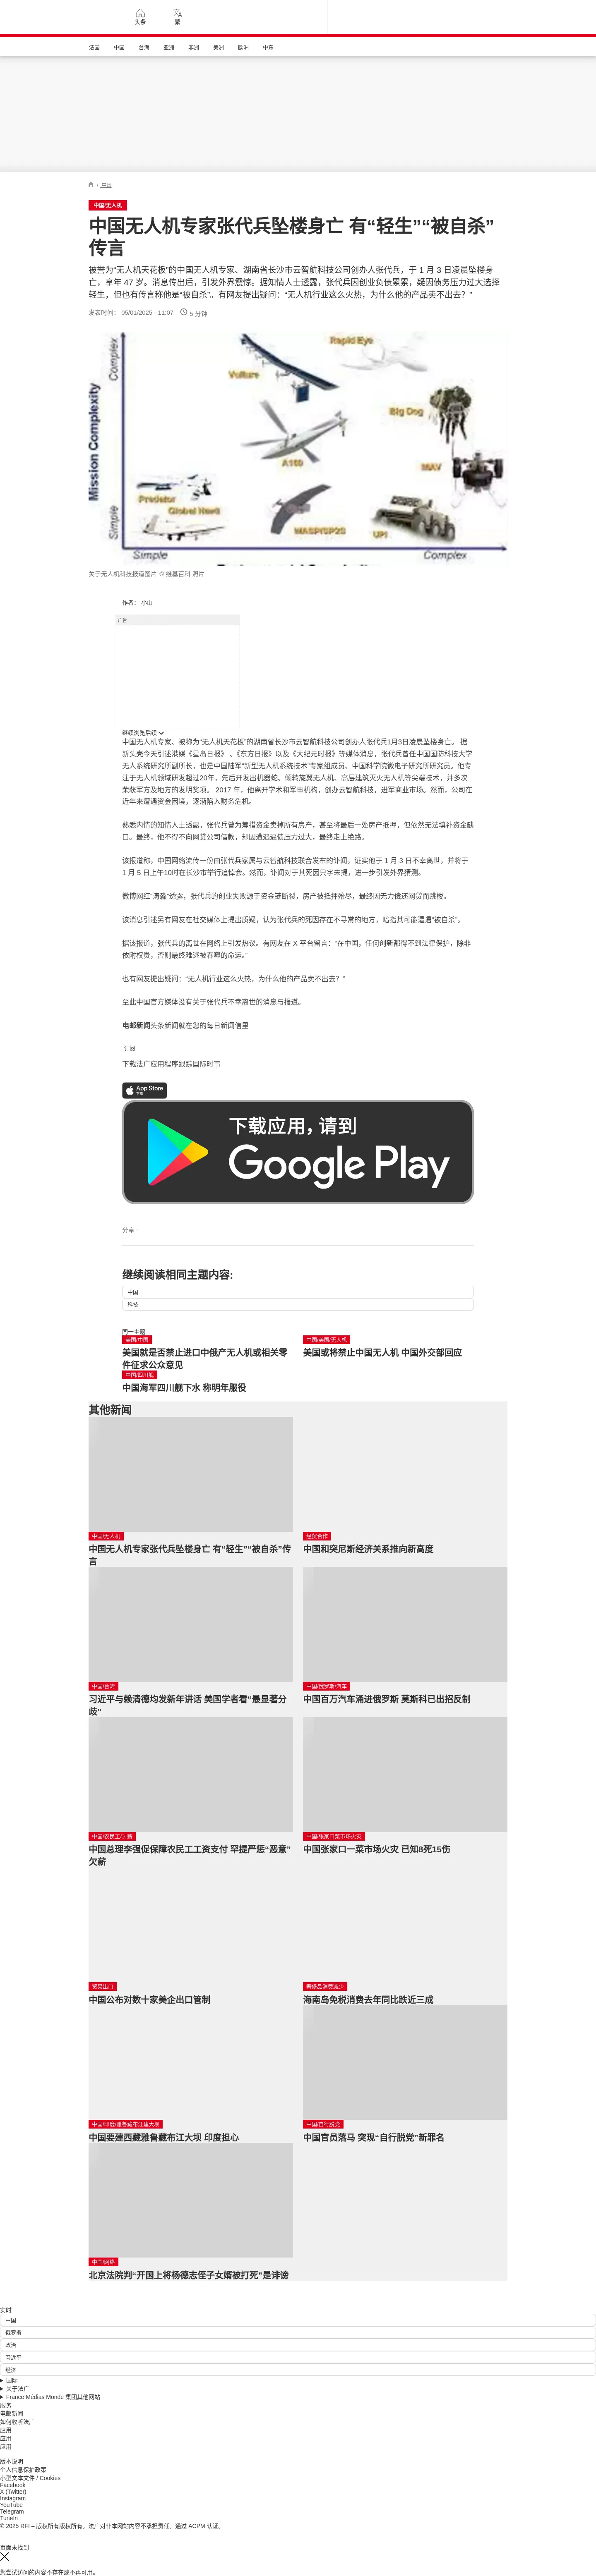 头条
繁
法国 中国 台海 亚洲 非洲 美洲 欧洲 中东
/ 中国
中国/无人机
中国无人机专家张代兵坠楼身亡 有“轻生”“被自杀”
传言
被誉为“无人机天花板”的中国无人机专家、湖南省长沙市云智航科技公司创办人张代兵，于 1 月 3 日凌晨坠楼身
亡，享年 47 岁。消息传出后，引发外界震惊。据知情人士透露，张代兵因创业负债累累，疑因债务压力过大选择
轻生，但也有传言称他是“被自杀”。有网友提出疑问：“无人机行业这么火热，为什么他的产品卖不出去？”
发表时间： 05/01/2025 - 11:07 5 分钟
Mission Complexity
Complex
Simple
Rapid Eye
Vulture
Big Dog
A160
MAV
Predator
Global Hawk
MASP/SP2S
UPI
Simple
Complex
关于无人机科技报道图片 © 维基百科 照片
作者： 小山
广告
继续浏览后续
中国无人机专家、被称为“无人机天花板”的湖南省长沙市云智航科技公司创办人张代兵1月3日凌晨坠楼身亡。 据
新头壳今天引述港媒《星岛日报》 、《东方日报》以及《大纪元时报》等媒体消息，张代兵曾任中国国防科技大学
无人系统研究所副所长，也是中国陆军“新型无人机系统技术”专家组成员、中国科学院微电子研究所研究员，他专
注于无人机领域研发超过20年，先后开发出机器蛇、倾转旋翼无人机、高层建筑灭火无人机等尖端技术，并多次
荣获军方及地方的发明奖项。 2017 年，他离开学术和军事机构，创办云智航科技，进军商业市场。然而，公司在
近年来遭遇资金困境，逐渐陷入财务危机。
熟悉内情的知情人士透露，张代兵曾为筹措资金卖掉所有房产，甚至将最后一处房产抵押，但依然无法填补资金缺
口。最终，他不得不向网贷公司借款，却因遭遇逼债压力过大，最终走上绝路。
该报道称，中国网络流传一份由张代兵家属与云智航科技联合发布的讣闻，证实他于 1 月 3 日不幸离世，并将于
1 月 5 日上午10时在长沙市举行追悼会。然而，讣闻对于其死因只字未提，进一步引发外界猜测。
微博网红“涛淼”透露，张代兵的创业失败源于资金链断裂，房产被抵押殆尽，最终因无力偿还网贷而跳楼。
该消息引述另有网友在社交媒体上提出质疑，认为张代兵的死因存在不寻常的地方，暗指其可能遭遇“被自杀”。
据该报道，张代兵的离世在网络上引发热议。有网友在 X 平台留言：“在中国，任何创新都得不到法律保护，除非
依附权贵，否则最终难逃被吞噬的命运。”
也有网友提出疑问：“无人机行业这么火热，为什么他的产品卖不出去？”
至此中国官方媒体没有关于张代兵不幸离世的消息与报道。
电邮新闻头条新闻就在您的每日新闻信里
订阅
下载法广应用程序跟踪国际时事
App Store
下载
下载应用，请到
Google Play
分享 :
继续阅读相同主题内容:
中国
科技
同一主题
美国/中国
美国就是否禁止进口中俄产无人机或相关零
件征求公众意见
中国/美国/无人机
美国或将禁止中国无人机 中国外交部回应
中国/四川舰
中国海军四川舰下水 称明年服役
其他新闻
中国/无人机
中国无人机专家张代兵坠楼身亡 有“轻生”“被自杀”传
言
经贸合作
中国和突尼斯经济关系推向新高度
中国/台湾
习近平与赖清德均发新年讲话 美国学者看“最显著分
歧”
中国/俄罗斯/汽车
中国百万汽车涌进俄罗斯 莫斯科已出招反制
中国/农民工/讨薪
中国总理李强促保障农民工工资支付 罕提严惩“恶意”
欠薪
中国/张家口菜市场火灾
中国张家口一菜市场火灾 已知8死15伤
贸易出口
中国公布对数十家美企出口管制
奢侈品消费减少
海南岛免税消费去年同比跌近三成
中国/印度/雅鲁藏布江建大坝
中国要建西藏雅鲁藏布江大坝 印度担心
中国/自行脱党
中国官员落马 突现“自行脱党”新罪名
中国/网络
北京法院判“开国上将杨德志侄子女婿被打死”是诽谤
实时
中国
俄罗斯
政治
习近平
经济
国际
关于法广
France Médias Monde 集团其他网站
服务
电邮新闻
如何收听法广
应用
应用
应用
版本说明
个人信息保护政策
小型文本文件 / Cookies
Facebook
X (Twitter)
Instagram
YouTube
Telegram
TuneIn
© 2025 RFI – 版权所有版权所有。法广对非本网站内容不承担责任。通过 ACPM 认证。
页面未找到
您尝试访问的内容不存在或不再可用。